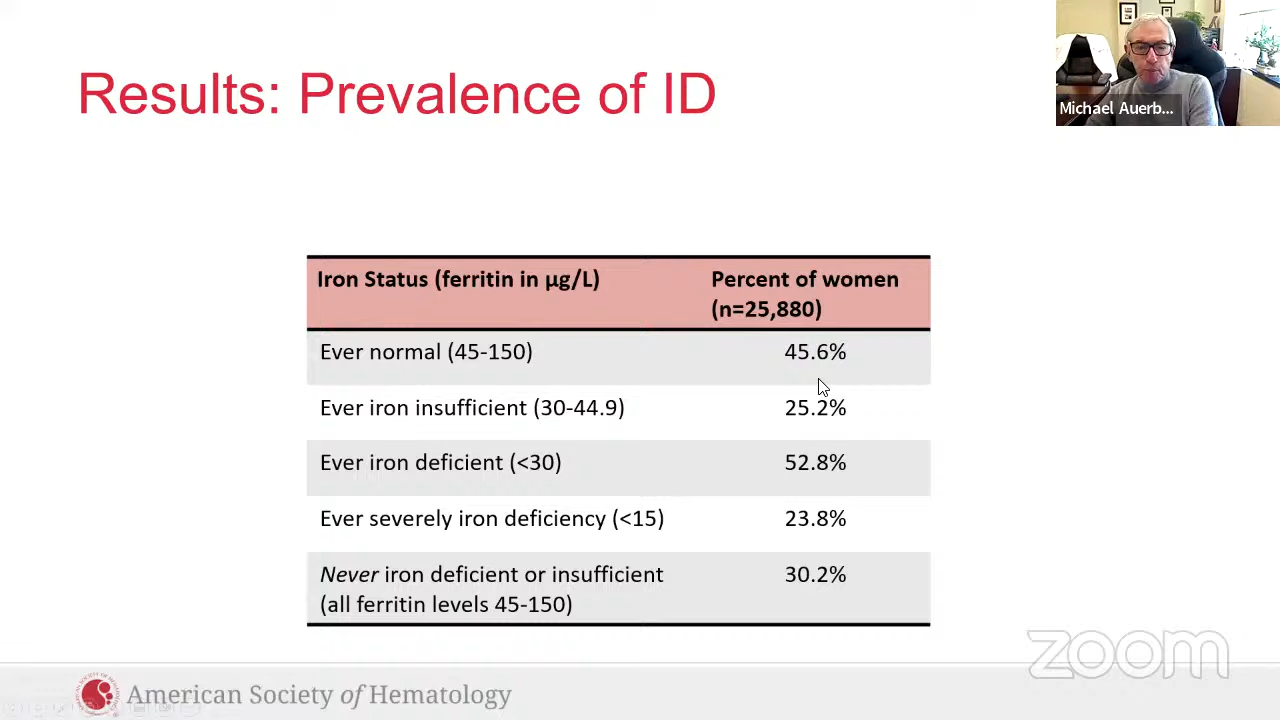 Results: Prevalence of ID
Michael Auerb...
Iron Status (ferritin in µg/L)
Percent of women
(n=25,880)
Ever normal (45-150)
45.6%
Ever iron insufficient (30-44.9)
25.2%
Ever iron deficient (<30)
52.8%
Ever severely iron deficiency (<15)
23.8%
Never iron deficient or insufficient
(all ferritin levels 45-150)
30.2%
zoom
American Society of Hematology